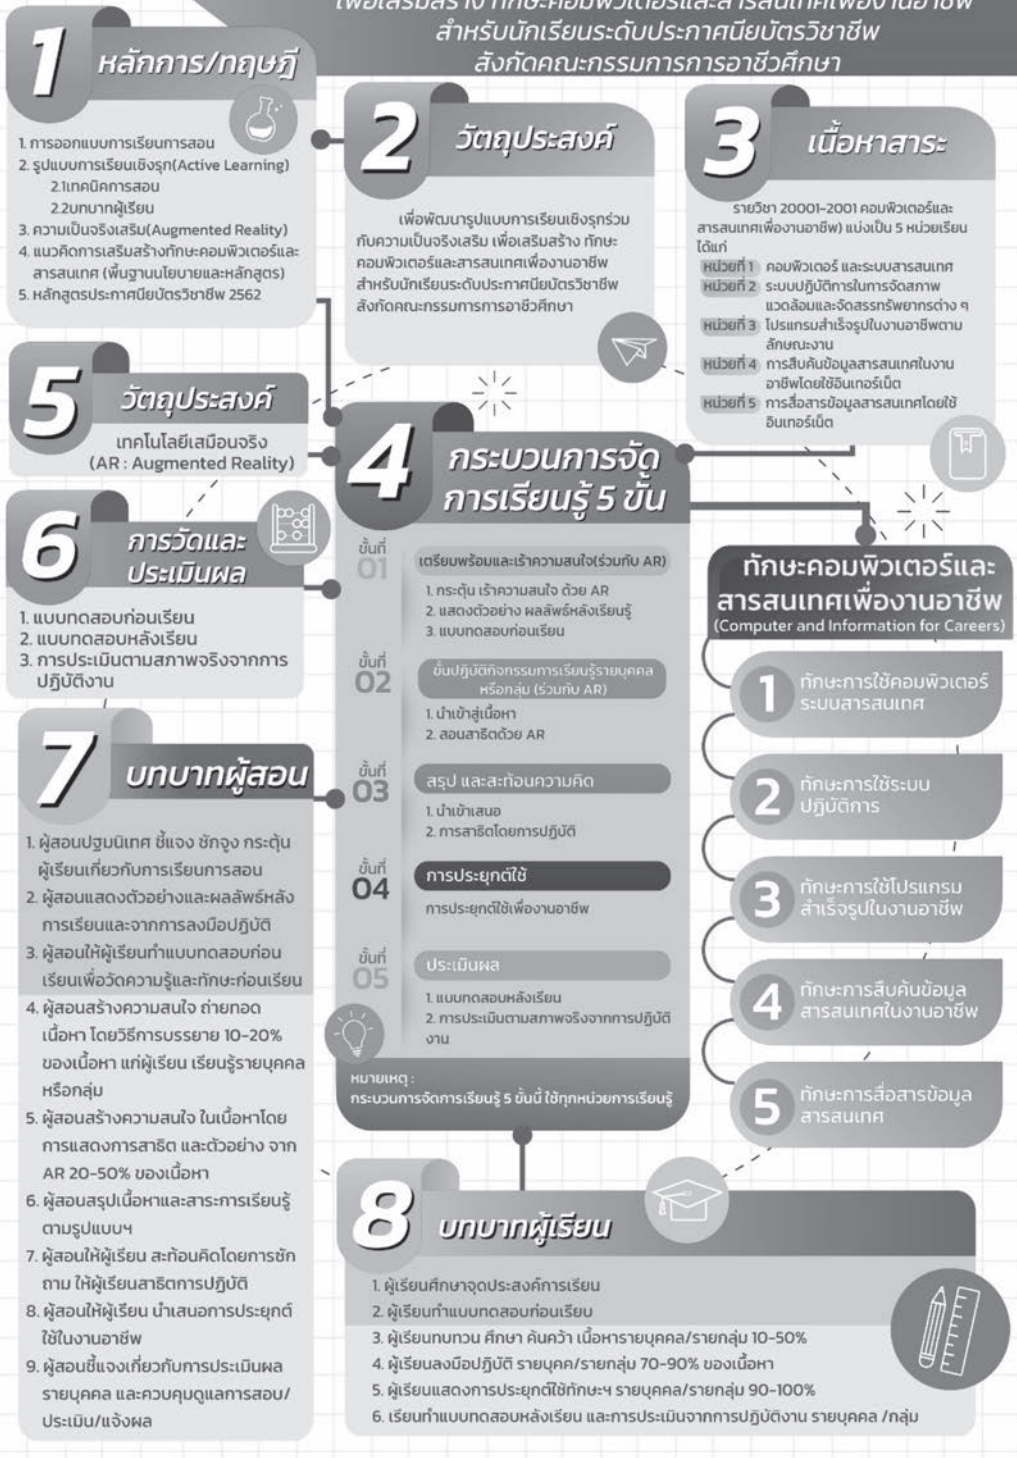 เพื่อเสริมสร้าง ทักษะคอมพิวเตอร์และสารสนเทศเพื่องานอาชีพ
สำหรับนักเรียนระดับประกาศนียบัตรวิชาชีพ
สังกัดคณะกรรมการการอาชีวศึกษา
1
หลักการ/ทฤษฎี
1. การออกแบบการเรียนการสอน
2. รูปแบบการเรียนเชิงรุก(Active Learning)
2.1เทคนิคการสอน
2.2บทบาทผู้เรียน
3. ความเป็นจริงเสริม(Augmented Reality)
4. แนวคิดการเสริมสร้างทักษะคอมพิวเตอร์และ
สารสนเทศ (พื้นฐานนโยบายและหลักสูตร)
5. หลักสูตรประกาศนียบัตรวิชาชีพ 2562
2
วัตถุประสงค์
เพื่อพัฒนารูปแบบการเรียนเชิงรุกร่วม
กับความเป็นจริงเสริม เพื่อเสริมสร้าง ทักษะ
คอมพิวเตอร์และสารสนเทศเพื่องานอาชีพ
สำหรับนักเรียนระดับประกาศนียบัตรวิชาชีพ
สังกัดคณะกรรมการการอาชีวศึกษา
3
เนื้อหาสาระ
รายวิชา 20001-2001 คอมพิวเตอร์และ
สารสนเทศเพื่องานอาชีพ) แบ่งเป็น 5 หน่วยเรียน
ได้แก่
หน่วยที่ 1 คอมพิวเตอร์ และระบบสารสนเทศ
หน่วยที่ 2 ระบบปฏิบัติการในการจัดสภาพ
แวดล้อมและจัดสรรทรัพยากรต่าง ๆ
หน่วยที่ 3 โปรแกรมสำเร็จรูปในงานอาชีพตาม
ลักษณะงาน
หน่วยที่ 4 การสืบค้นข้อมูลสารสนเทศในงาน
อาชีพโดยใช้อินเทอร์เน็ต
หน่วยที่ 5 การสื่อสารข้อมูลสารสนเทศโดยใช้
อินเทอร์เน็ต
5
วัตถุประสงค์
เทคโนโลยีเสมือนจริง
(AR : Augmented Reality)
6
การวัดและ
ประเมินผล
1. แบบทดสอบก่อนเรียน
2. แบบทดสอบหลังเรียน
3. การประเมินตามสภาพจริงจากการ
ปฏิบัติงาน
4
กระบวนการจัด
การเรียนรู้ 5 ขั้น
ขั้นที่
01
เตรียมพร้อมและเร้าความสนใจ(ร่วมกับ AR)
1. กระตุ้น เร้าความสนใจ ด้วย AR
2. แสดงตัวอย่าง ผลลัพธ์หลังเรียนรู้
3. แบบทดสอบก่อนเรียน
ขั้นที่
02
ขั้นปฏิบัติกิจกรรมการเรียนรู้รายบุคคล
หรือกลุ่ม (ร่วมกับ AR)
1. นำเข้าสู่เนื้อหา
2. สอนสาธิตด้วย AR
ขั้นที่
03
สรุป และสะท้อนความคิด
1. นำเข้าเสนอ
2. การสาธิตโดยการปฏิบัติ
ขั้นที่
04
การประยุกต์ใช้
การประยุกต์ใช้เพื่องานอาชีพ
ขั้นที่
05
ประเมินผล
1. แบบทดสอบหลังเรียน
2. การประเมินตามสภาพจริงจากการปฏิบัติ
งาน
หมายเหตุ :
กระบวนการจัดการเรียนรู้ 5 ขั้นนี้ ใช้ทุกหน่วยการเรียนรู้
ทักษะคอมพิวเตอร์และ
สารสนเทศเพื่องานอาชีพ
(Computer and Information for Careers)
1
ทักษะการใช้คอมพิวเตอร์
ระบบสารสนเทศ
2
ทักษะการใช้ระบบ
ปฏิบัติการ
3
ทักษะการใช้โปรแกรม
สำเร็จรูปในงานอาชีพ
4
ทักษะการสืบค้นข้อมูล
สารสนเทศในงานอาชีพ
5
ทักษะการสื่อสารข้อมูล
สารสนเทศ
7
บทบาทผู้สอน
1. ผู้สอนปฐมนิเทศ ชี้แจง ชักจูง กระตุ้น
ผู้เรียนเกี่ยวกับการเรียนการสอน
2. ผู้สอนแสดงตัวอย่างและผลลัพธ์หลัง
การเรียนและจากการลงมือปฏิบัติ
3. ผู้สอนให้ผู้เรียนทำแบบทดสอบก่อน
เรียนเพื่อวัดความรู้และทักษะก่อนเรียน
4. ผู้สอนสร้างความสนใจ ถ่ายทอด
เนื้อหา โดยวิธีการบรรยาย 10-20%
ของเนื้อหา แก่ผู้เรียน เรียนรู้รายบุคคล
หรือกลุ่ม
5. ผู้สอนสร้างความสนใจ ในเนื้อหาโดย
การแสดงการสาธิต และตัวอย่าง จาก
AR 20-50% ของเนื้อหา
6. ผู้สอนสรุปเนื้อหาและสาระการเรียนรู้
ตามรูปแบบฯ
7. ผู้สอนให้ผู้เรียน สะท้อนคิดโดยการซัก
ถาม ให้ผู้เรียนสาธิตการปฏิบัติ
8. ผู้สอนให้ผู้เรียน นำเสนอการประยุกต์
ใช้ในงานอาชีพ
9. ผู้สอนชี้แจงเกี่ยวกับการประเมินผล
รายบุคคล และควบคุมดูแลการสอบ/
ประเมิน/แจ้งผล
8
บทบาทผู้เรียน
1. ผู้เรียนศึกษาจุดประสงค์การเรียน
2. ผู้เรียนทำแบบทดสอบก่อนเรียบ
3. ผู้เรียนทบทวน ศึกษา ค้นคว้า เนื้อหารายบุคคล/รายกลุ่ม 10-50%
4. ผู้เรียนลงมือปฏิบัติ รายบุคค/รายกลุ่ม 70-90% ของเนื้อหา
5. ผู้เรียนแสดงการประยุกต์ใช้ทักษะฯ รายบุคคล/รายกลุ่ม 90-100%
6. เรียนทำแบบทดสอบหลังเรียน และการประเมินจากการปฏิบัติงาน รายบุคคล /กลุ่ม